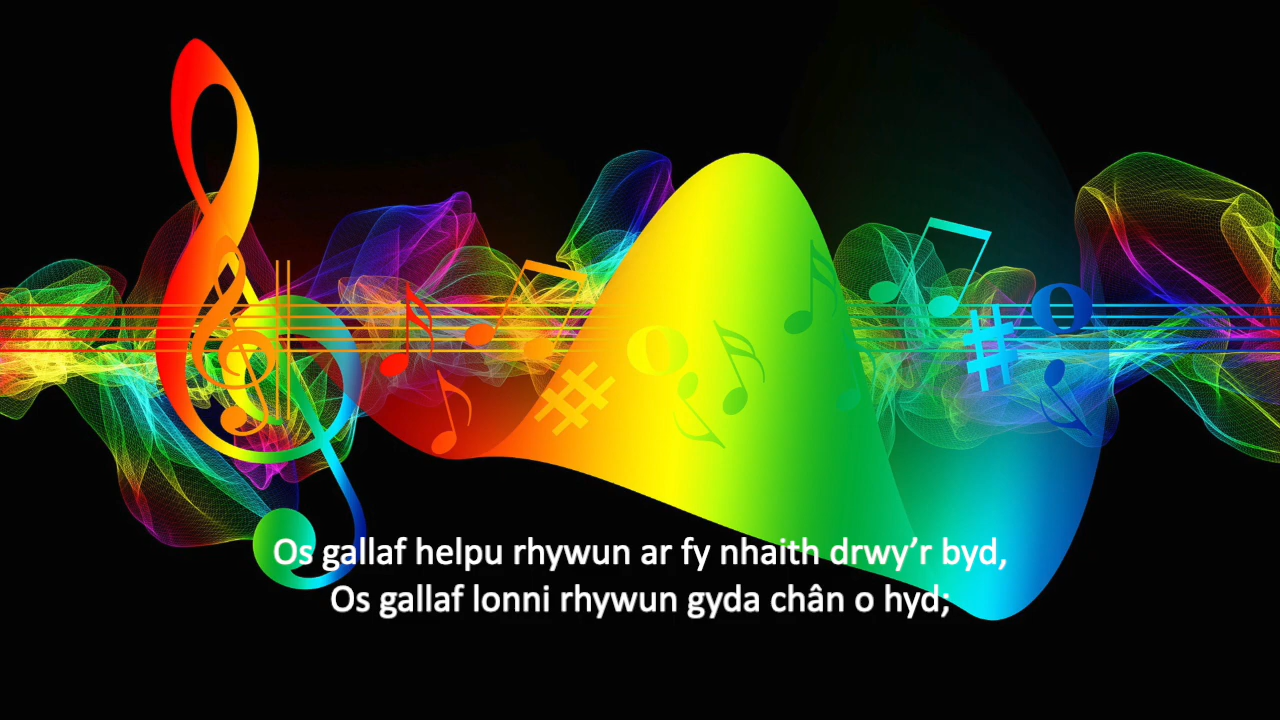 Os gallaf helpu rhywun ar fy nhaith drwy’r byd,
Os gallaf lonni rhywun gyda chân o hyd;